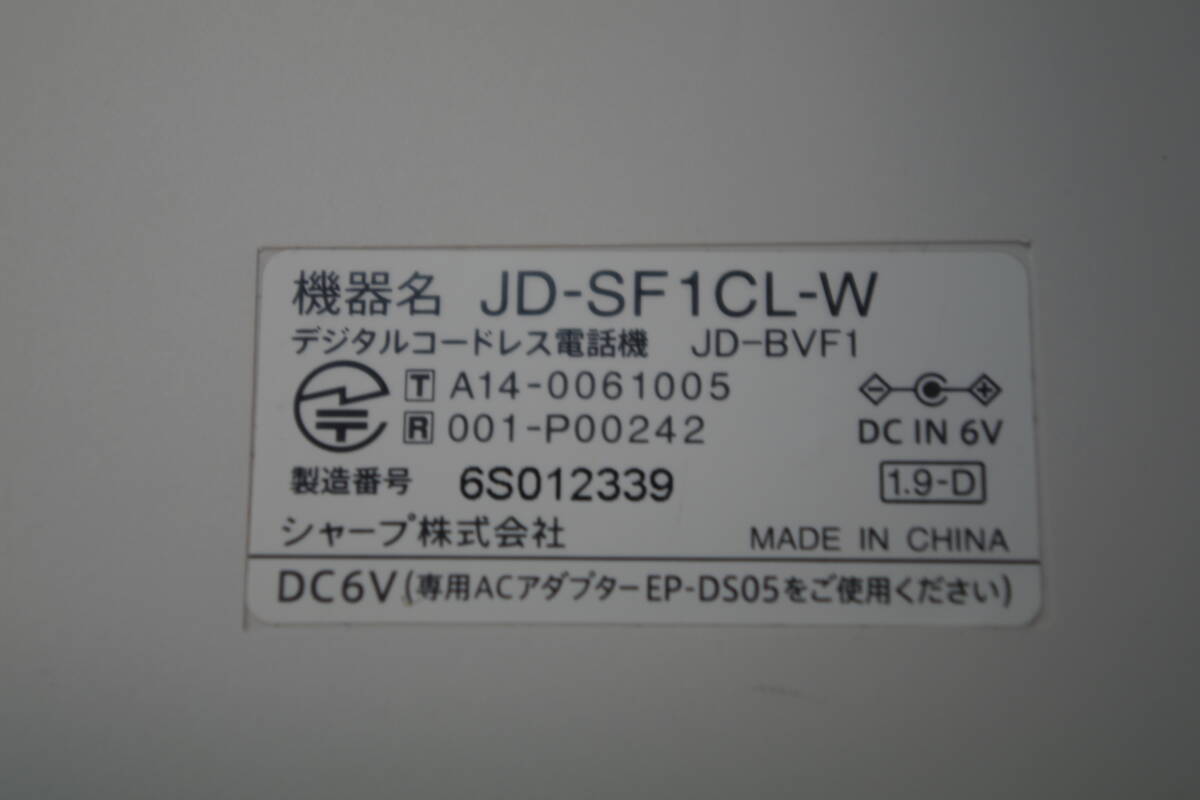 機器名 JD-SF1CL-W
デジタルコードレス電話機 JD-BVF1
T A14-0061005
R 001-P00242
DC IN 6V
製造番号 6S012339
1.9-D
シャープ株式会社 MADE IN CHINA
DC6V(専用ACアダプターEP-DS05をご使用ください)